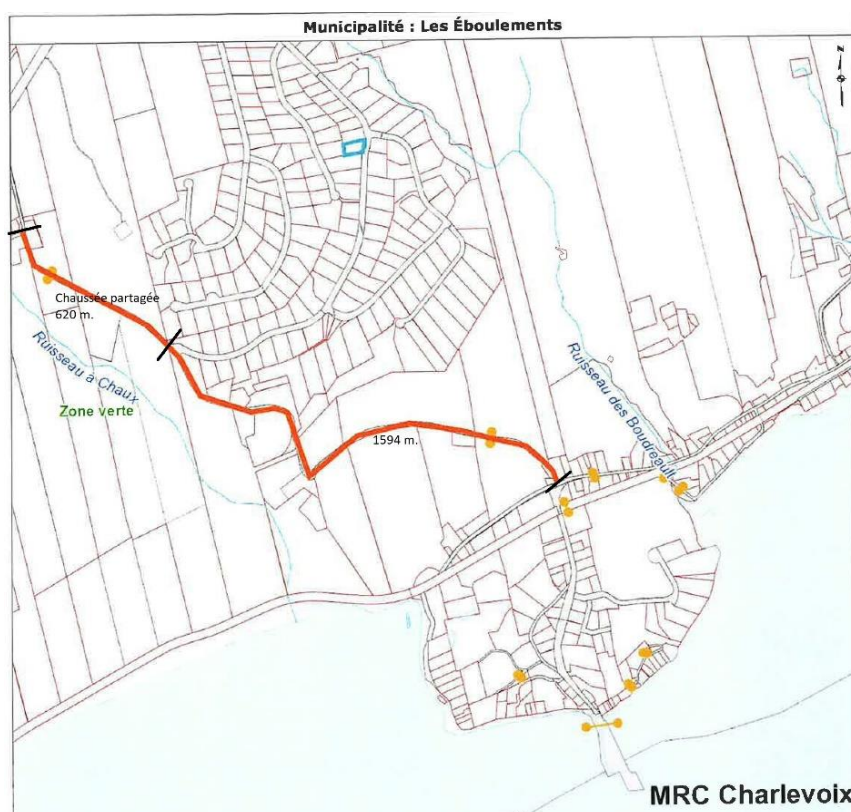 Municipalité : Les Éboulements
N
Chaussée partagée
620 m.
Ruisseau à Chaux
Zone verte
1594 m.
Ruisseau des Boudreault
MRC Charlevoix